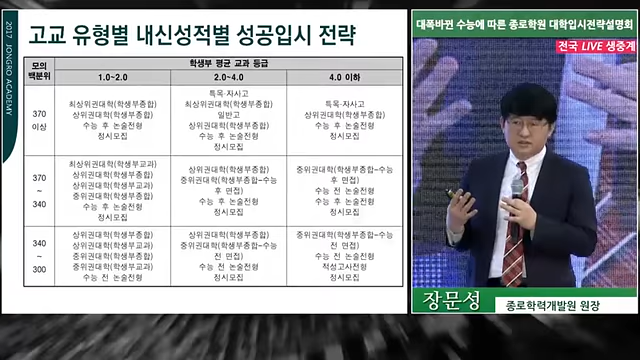 2017 JONGRO ACADEMY
고교 유형별 내신성적별 성공입시 전략
모의
백분위
학생부 평균 교과 등급
1.0~2.0
2.0~4.0
4.0 이하
370
이상
최상위권대학(학생부종합)
상위권대학(학생부종합)
수능 후 논술전형
정시모집
특목·자사고
최상위권대학(학생부종합)
일반고
상위권대학(학생부종합)
수능 후 논술전형
정시모집
특목·자사고
상위권대학(학생부종합)
수능 후 논술전형
정시모집
370
~
340
최상위권대학(학생부교과)
상위권대학(학생부종합)
상위권대학(학생부교과)
중위권대학(학생부종합)
수능 후 논술전형
정시모집
상위권대학(학생부종합)
중위권대학(학생부종합-수능
후 면접)
수능 후 논술전형
정시모집
중위권대학(학생부종합-수능
후 면접)
수능 전 논술전형
수능 후 논술전형
정시모집
340
~
300
상위권대학(학생부종합)
상위권대학(학생부교과)
중위권대학(학생부종합)
중위권대학(학생부교과)
수능 전 논술전형
상위권대학(학생부종합)
중위권대학(학생부종합-수능
전 면접)
수능 전 논술전형
정시모집
중위권대학(학생부종합-수능
전 면접)
수능 전 논술전형
적성고사전형
정시모집
대폭바뀐 수능에 따른 종로학원 대학입시전략설명회
전국 LIVE 생중계
장문성
종로학력개발원 원장